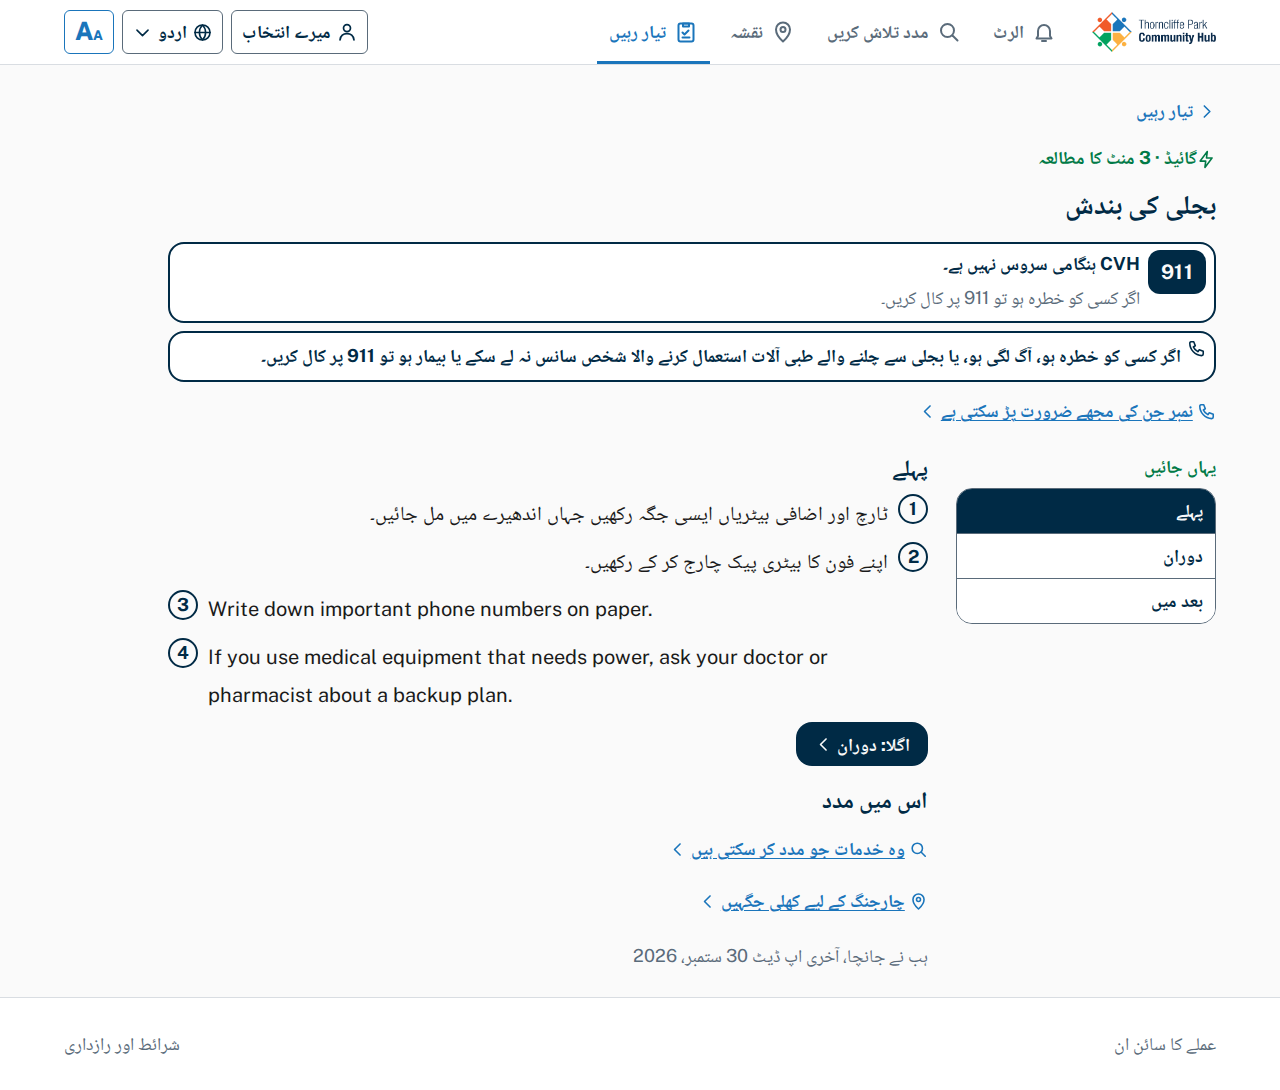 Thorncliffe Park
Community Hub
الرٹ
مدد تلاش کریں
نقشہ
تیار رہیں
میرے انتخاب
اردو
AA
تیار رہیں
گائیڈ · 3 منٹ کا مطالعہ
بجلی کی بندش
911
CVH ہنگامی سروس نہیں ہے۔
اگر کسی کو خطرہ ہو تو 911 پر کال کریں۔
اگر کسی کو خطرہ ہو، آگ لگی ہو، یا بجلی سے چلنے والے طبی آلات استعمال کرنے والا شخص سانس نہ لے سکے یا بیمار ہو تو 911 پر کال کریں۔
نمبر جن کی مجھے ضرورت پڑ سکتی ہے
یہاں جائیں
پہلے
دوران
بعد میں
پہلے
1 ٹارچ اور اضافی بیٹریاں ایسی جگہ رکھیں جہاں اندھیرے میں مل جائیں۔
2 اپنے فون کا بیٹری پیک چارج کر کے رکھیں۔
3 Write down important phone numbers on paper.
4 If you use medical equipment that needs power, ask your doctor or
pharmacist about a backup plan.
اگلا: دوران
اس میں مدد
وہ خدمات جو مدد کر سکتی ہیں
چارجنگ کے لیے کھلی جگہیں
ہب نے جانچا، آخری اپ ڈیٹ 30 ستمبر، 2026
عملے کا سائن ان
شرائط اور رازداری